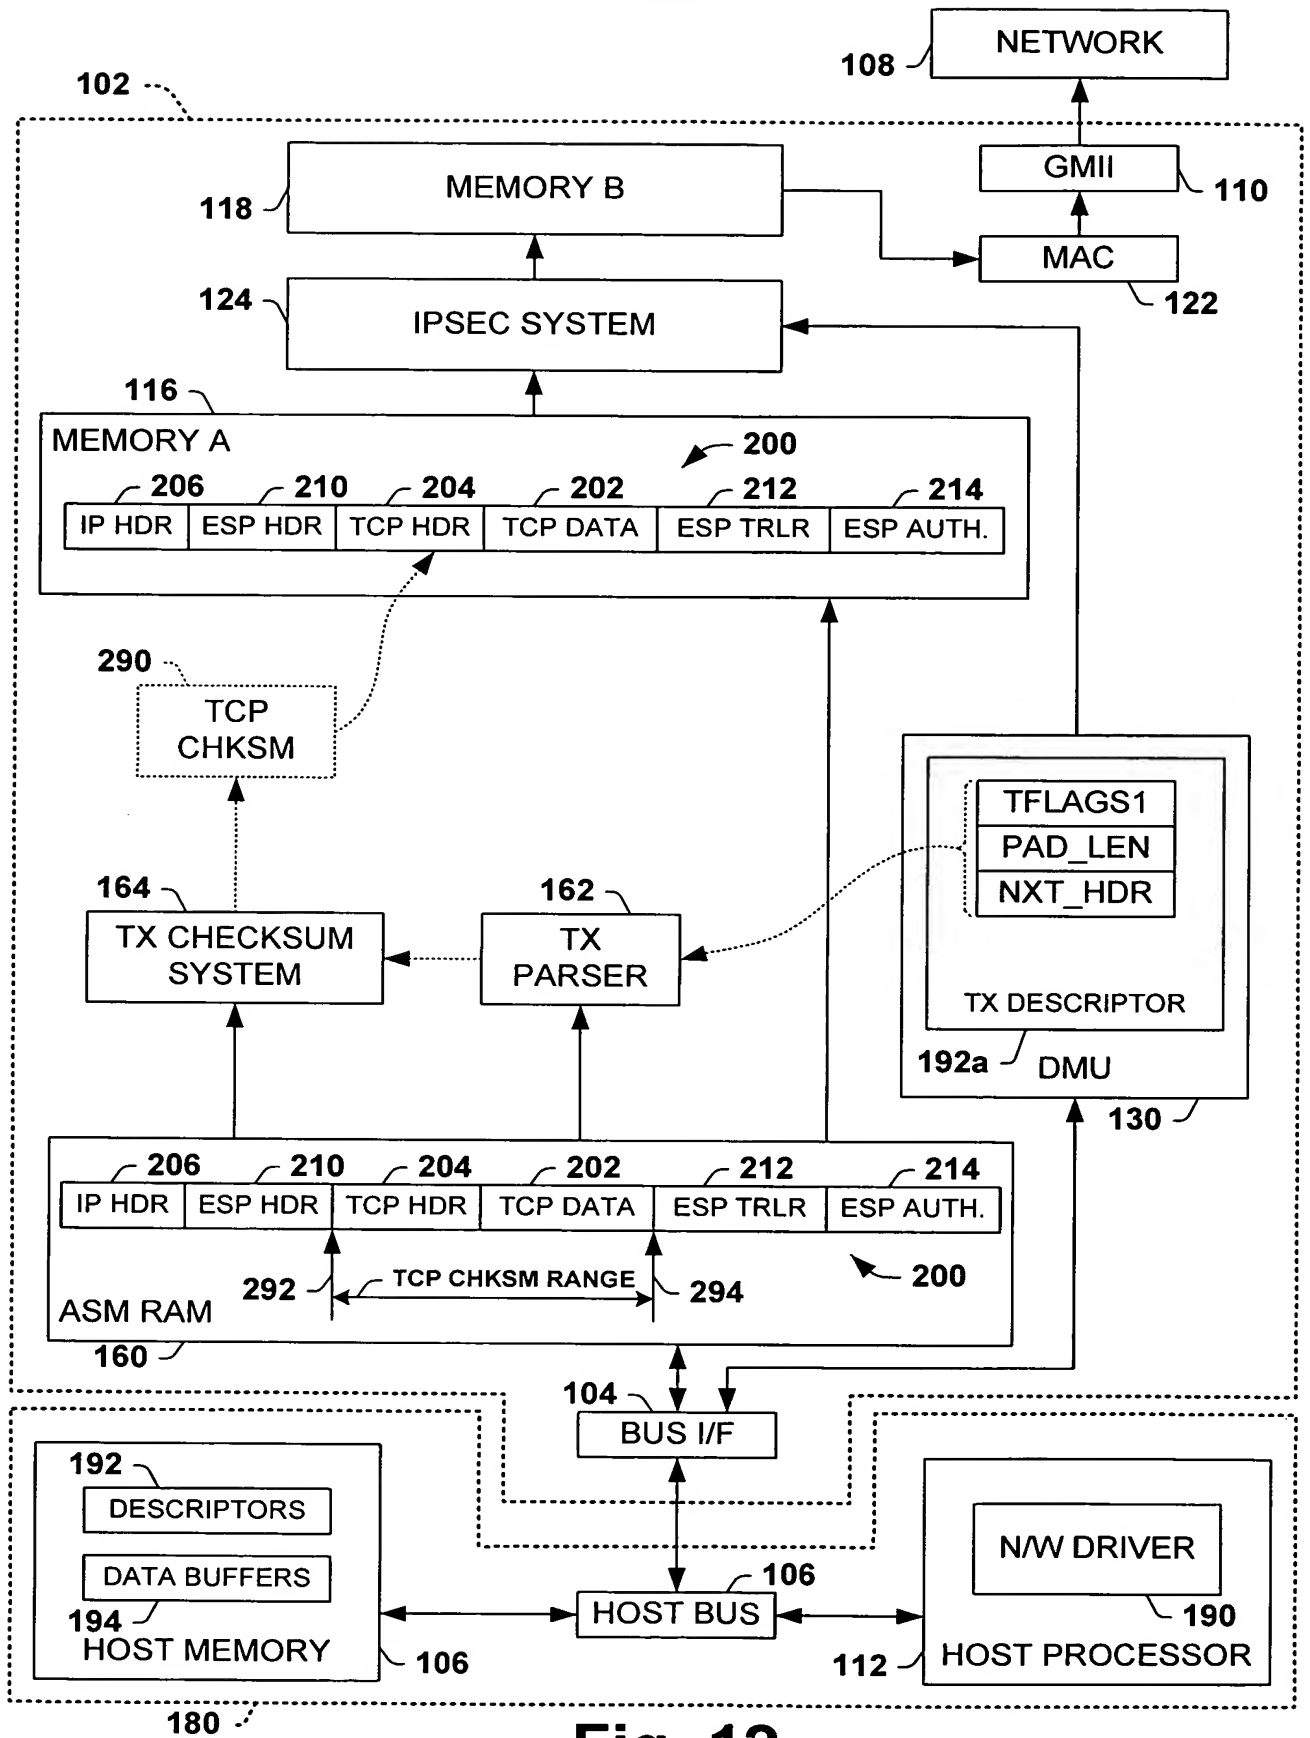 NETWORK
108
102
GMII
110
MEMORY B
118
MAC
122
124
IPSEC SYSTEM
116
MEMORY A
200
206 210 204 202 212 214
IP HDR ESP HDR TCP HDR TCP DATA ESP TRLR ESP AUTH.
290
TCP
CHKSM
TFLAGS1
PAD_LEN
NXT_HDR
TX DESCRIPTOR
192a
DMU
130
164
TX CHECKSUM
SYSTEM
162
TX
PARSER
206 210 204 202 212 214
IP HDR ESP HDR TCP HDR TCP DATA ESP TRLR ESP AUTH.
292 TCP CHKSM RANGE 294
200
ASM RAM
160
104
BUS I/F
192
DESCRIPTORS
DATA BUFFERS
194
HOST MEMORY
106
106
HOST BUS
N/W DRIVER
190
HOST PROCESSOR
112
180